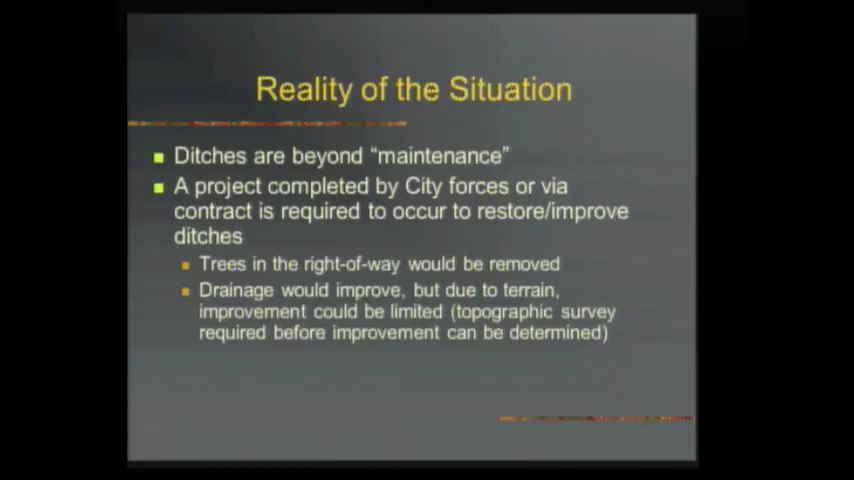 Reality of the Situation
Ditches are beyond “maintenance”
A project completed by City forces or via
contract is required to occur to restore/improve
ditches
Trees in the right-of-way would be removed
Drainage would improve, but due to terrain,
improvement could be limited (topographic survey
required before improvement can be determined)